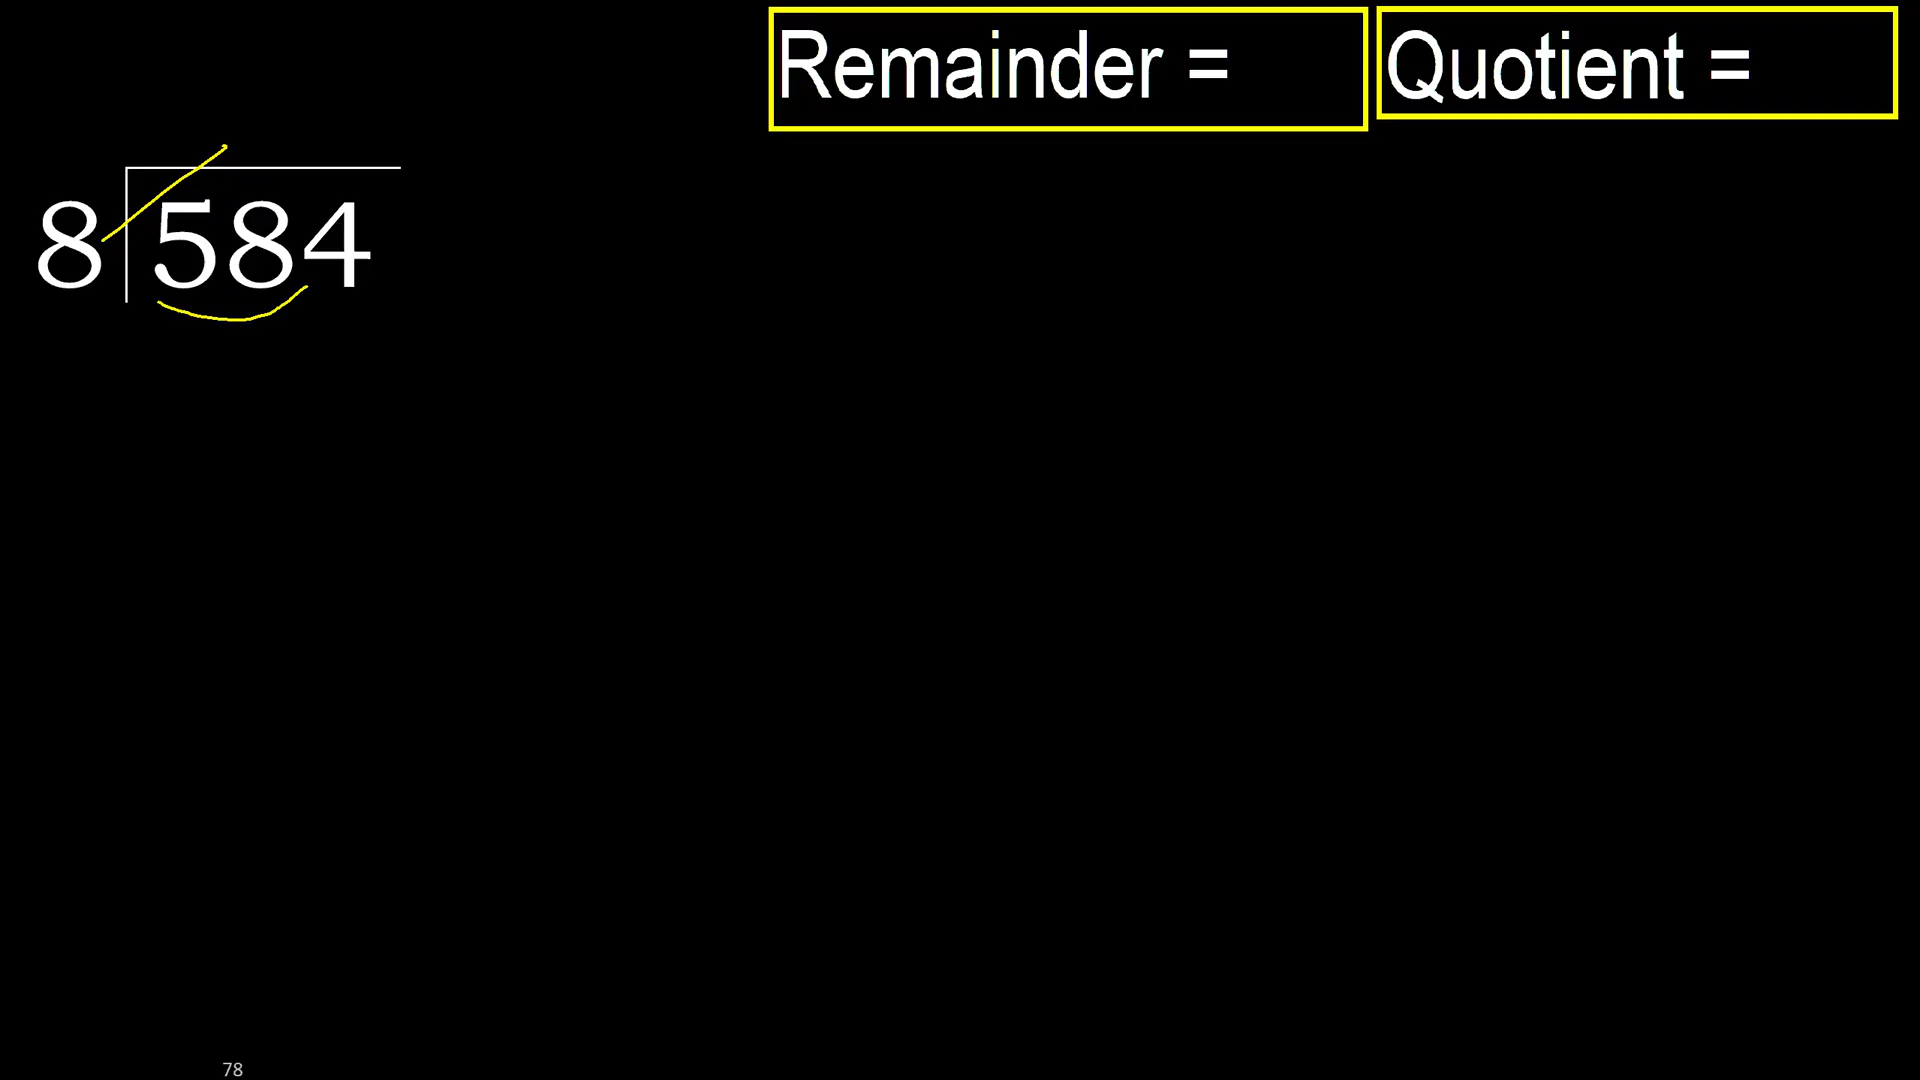 Remainder =
Quotient =
8 584
78